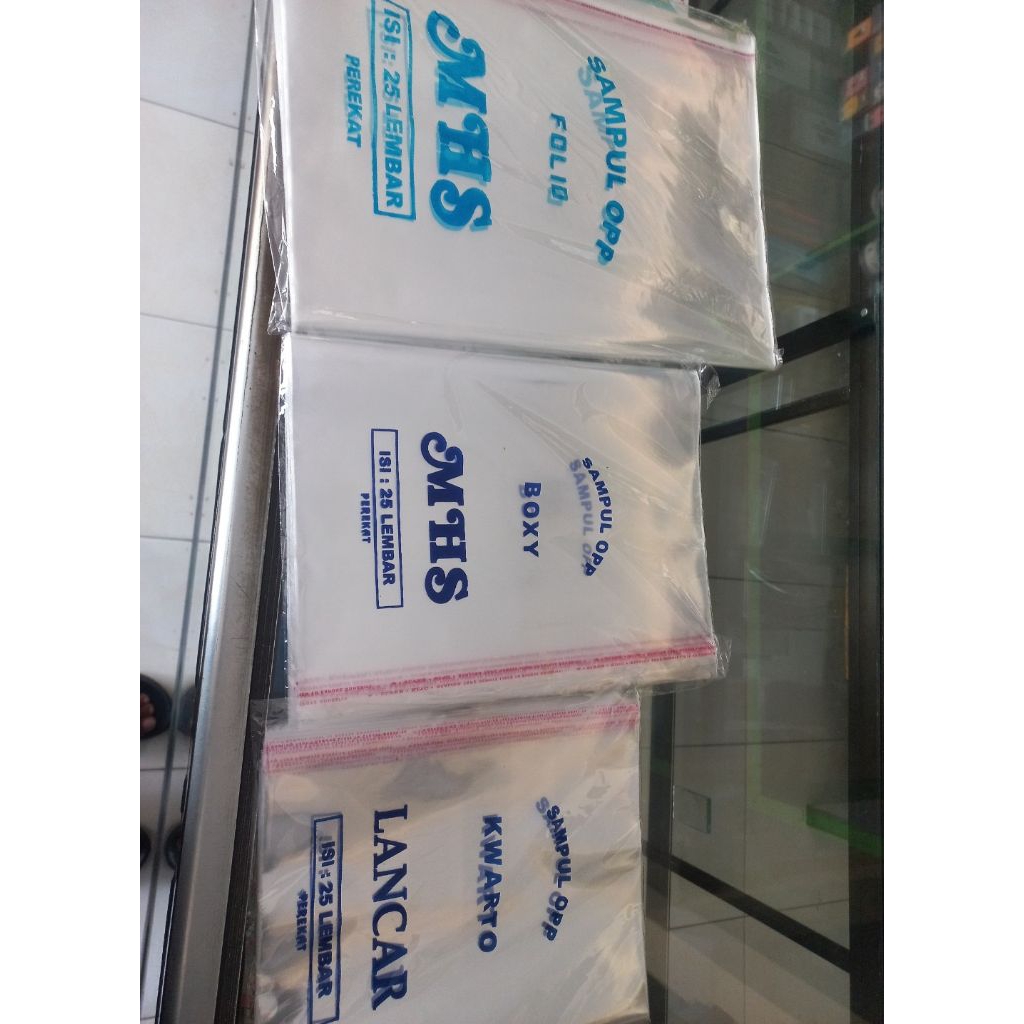 SAMPUL OPP
FOLIO
MHS
ISI : 25 LEMBAR
PEREKAT
SAMPUL OPP
BOXY
MHS
ISI : 25 LEMBAR
PEREKAT
SAMPUL OPP
KWARTO
LANCAR
ISI : 25 LEMBAR
PEREKAT